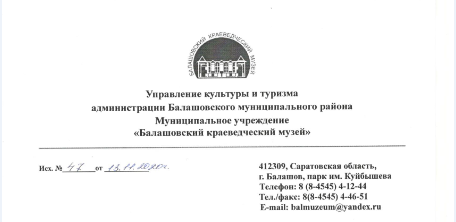 БАЛАШОВСКИЙ КРАЕВЕДЧЕСКИЙ МУЗЕЙ
Управление культуры и туризма
администрации Балашовского муниципального района
Муниципальное учреждение
«Балашовский краеведческий музей»
Исх. № 47 от 13.11.2020г.
412309, Саратовская область,
г. Балашов, парк им. Куйбышева
Телефон: 8 (8-4545) 4-12-44
Тел./факс: 8(8-4545) 4-46-51
E-mail: balmuzeum@yandex.ru